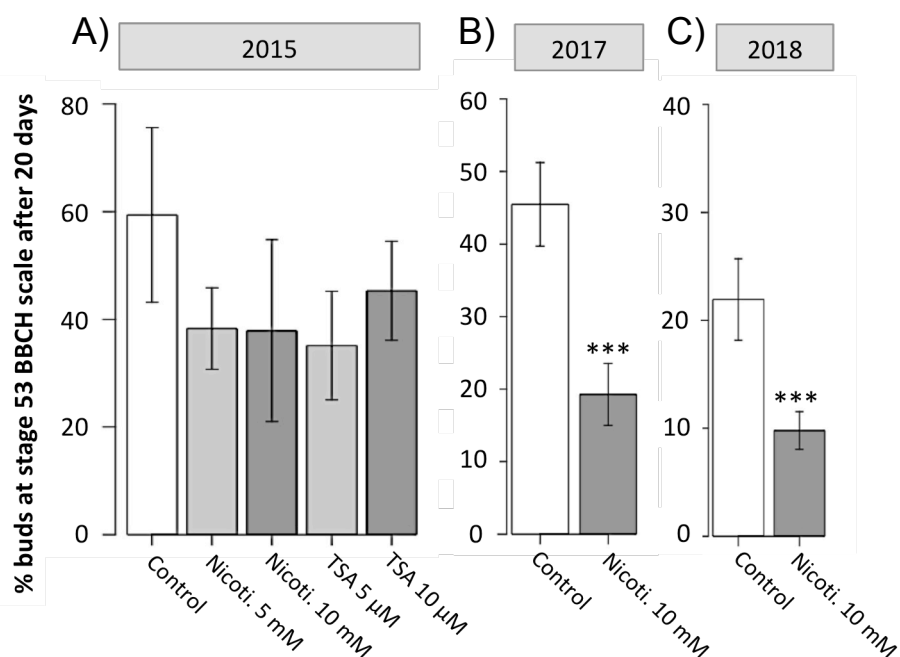 A)
2015
B)
2017
C)
2018
% buds at stage 53 BBCH scale after 20 days
80
60
40
20
0
Control
Nicoti. 5 mM
Nicoti. 10 mM
TSA 5 µM
TSA 10 µM
60
50
40
30
20
10
0
***
Control
Nicoti. 10 mM
40
30
20
10
0
***
Control
Nicoti. 10 mM